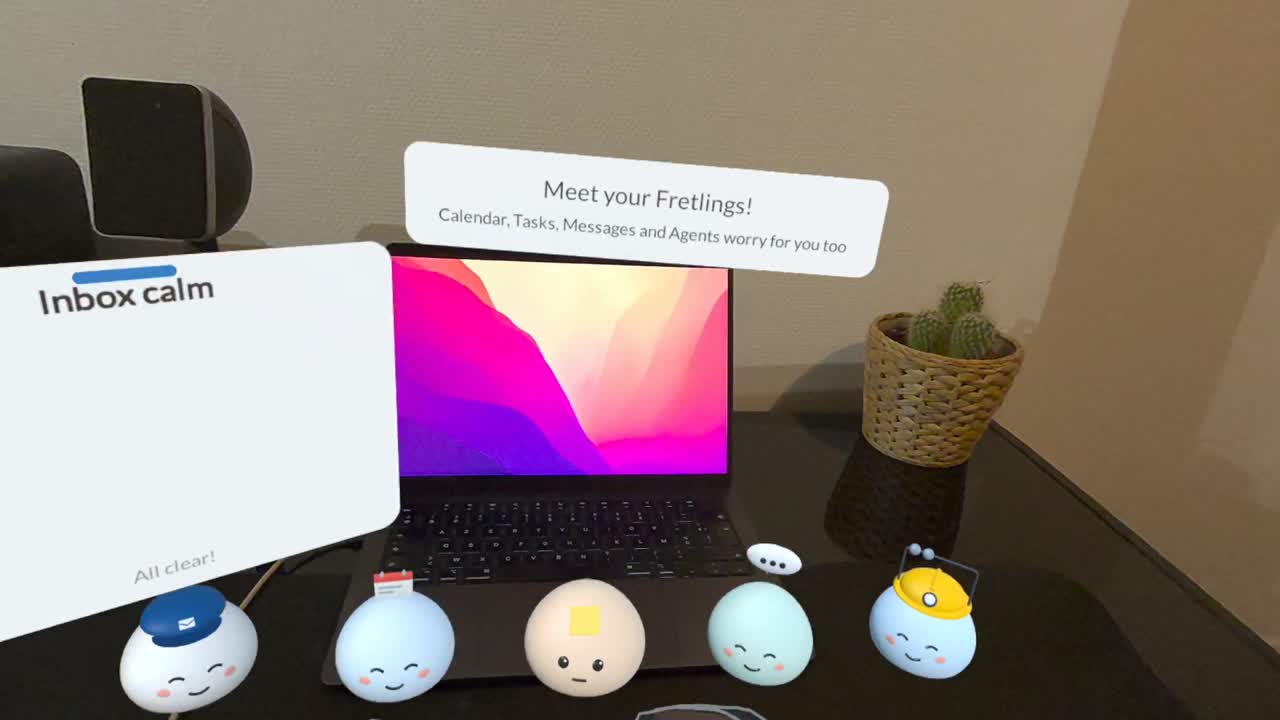 Meet your Fretlings!
Calendar, Tasks, Messages and Agents worry for you too
Inbox calm
All clear!